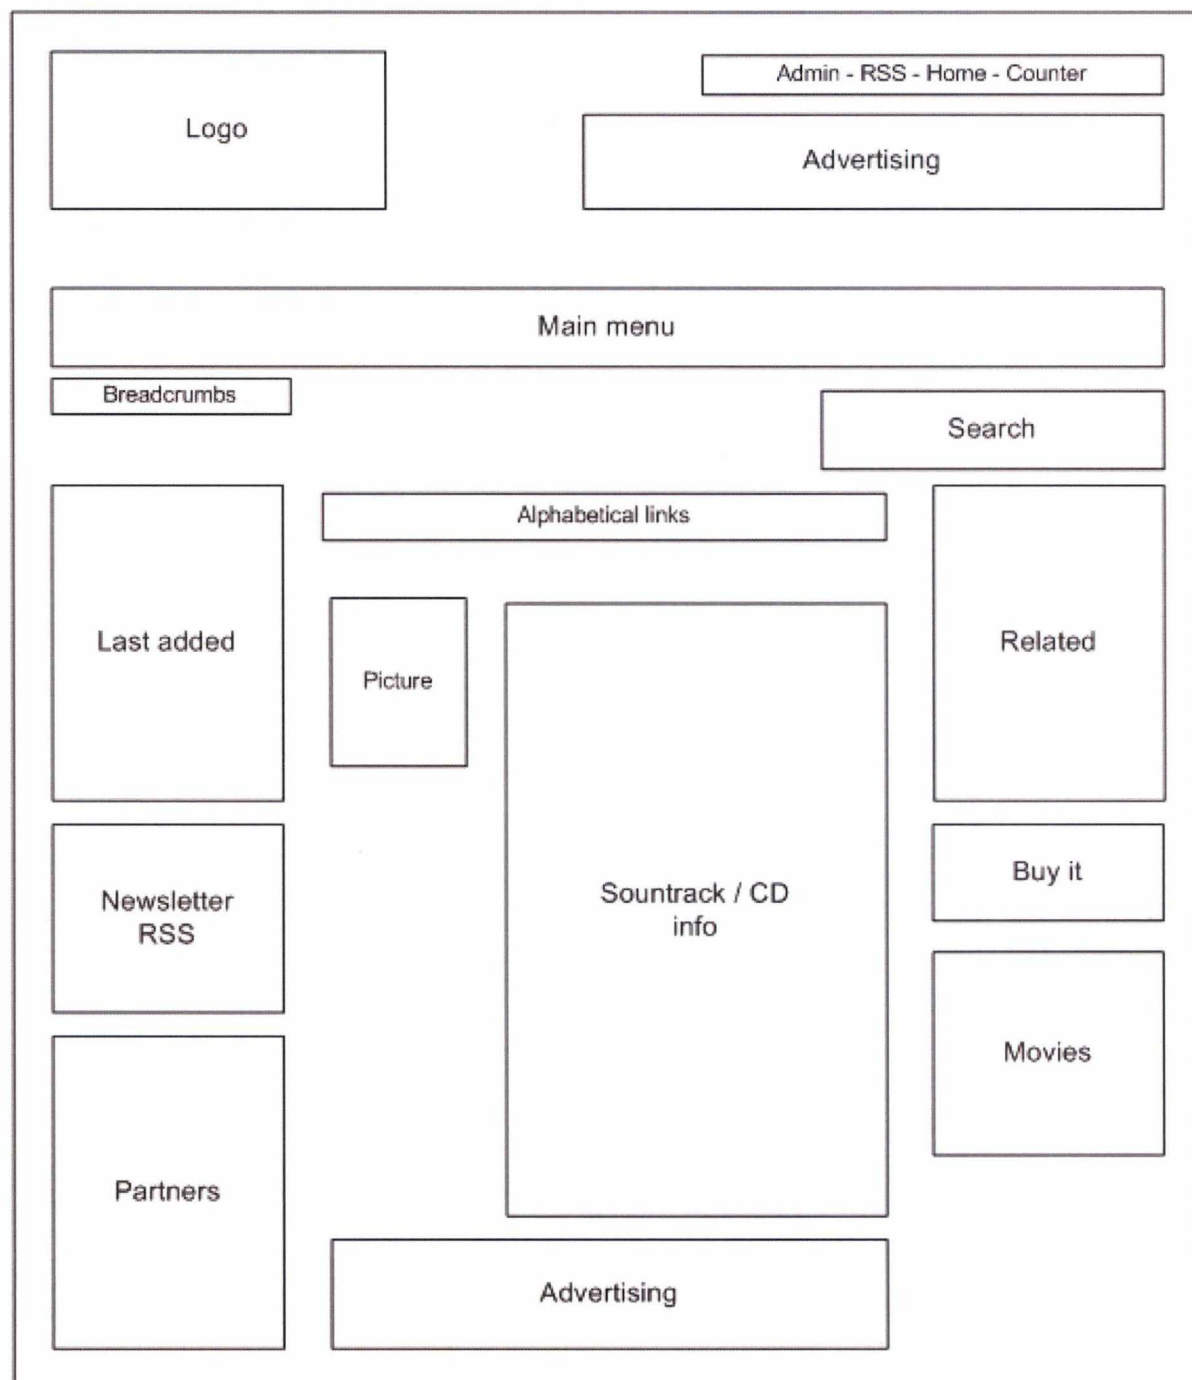 Logo
Admin - RSS - Home - Counter
Advertising
Main menu
Breadcrumbs
Search
Last added
Alphabetical links
Related
Picture
Sountrack / CD
info
Buy it
Newsletter
RSS
Movies
Partners
Advertising